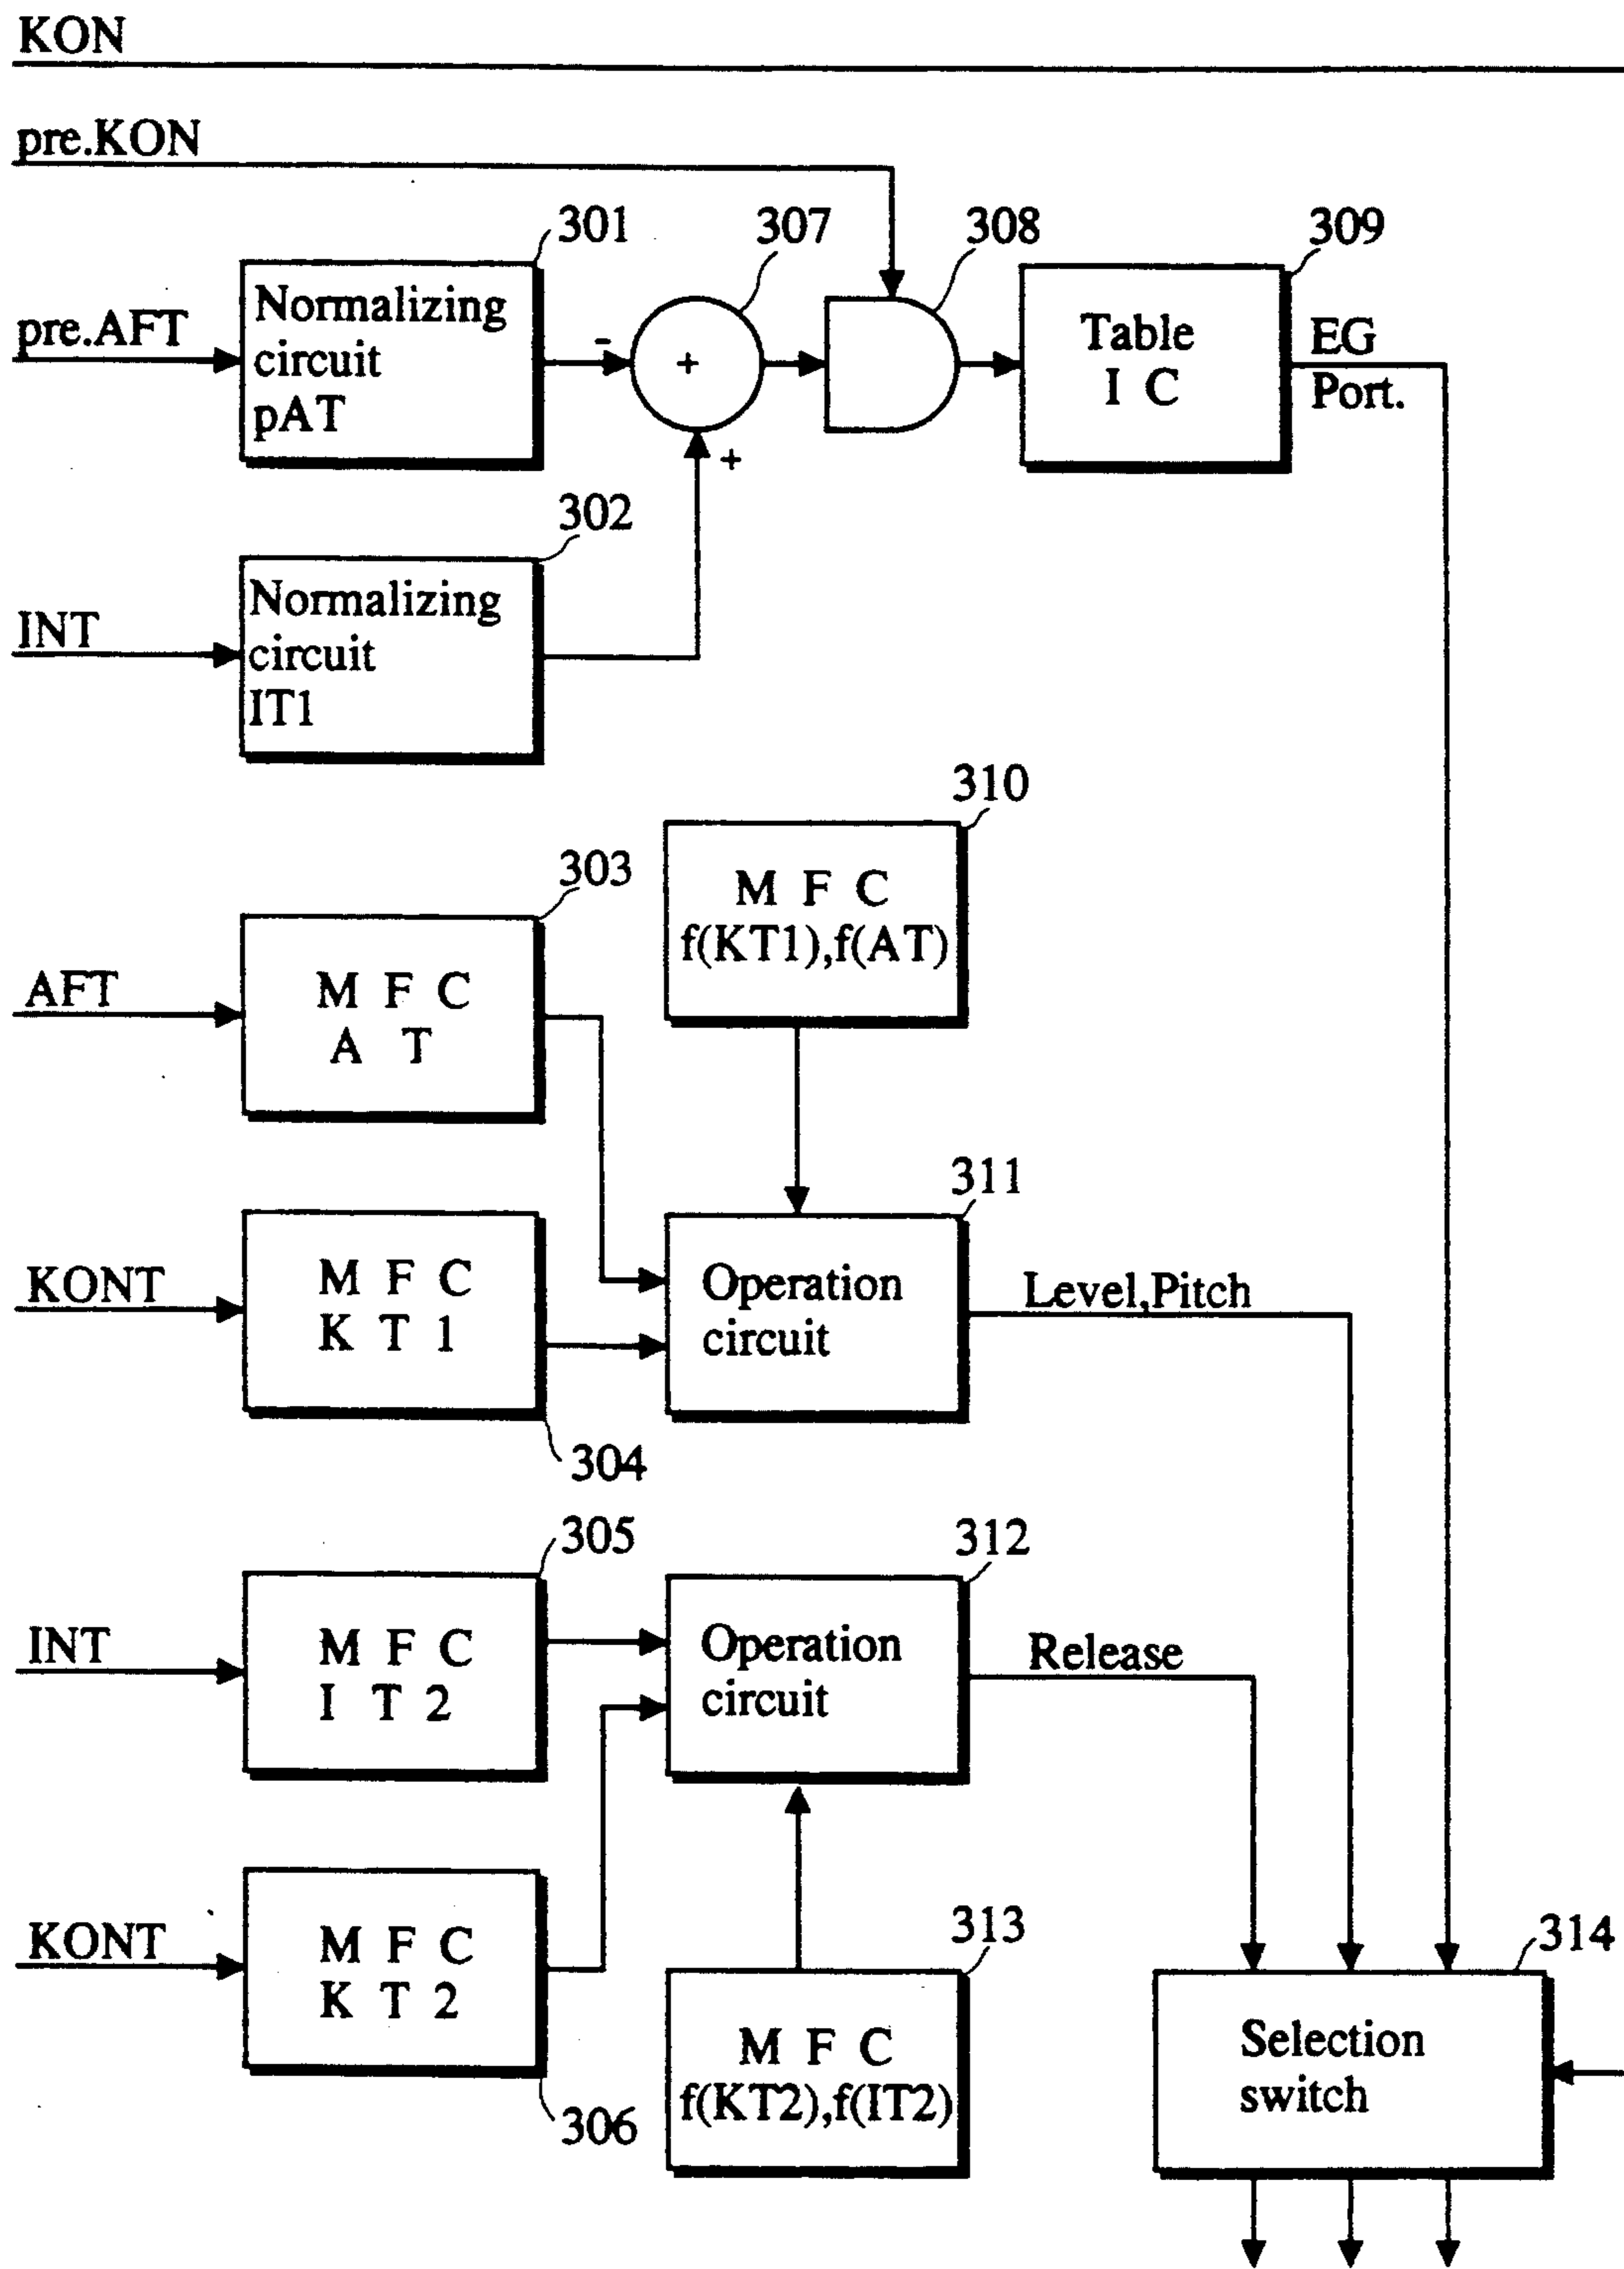 KON
pre.KON
301
307
308
309
pre.AFT
Normalizing
circuit
pAT
-
+
+
Table
I C
EG
Port.
302
INT
Normalizing
circuit
IT1
310
M F C
f(KT1),f(AT)
303
AFT
M F C
A T
311
KONT
M F C
K T 1
Operation
circuit
Level,Pitch
304
305
312
INT
M F C
I T 2
Operation
circuit
Release
KONT
M F C
K T 2
306
313
M F C
f(KT2),f(IT2)
314
Selection
switch